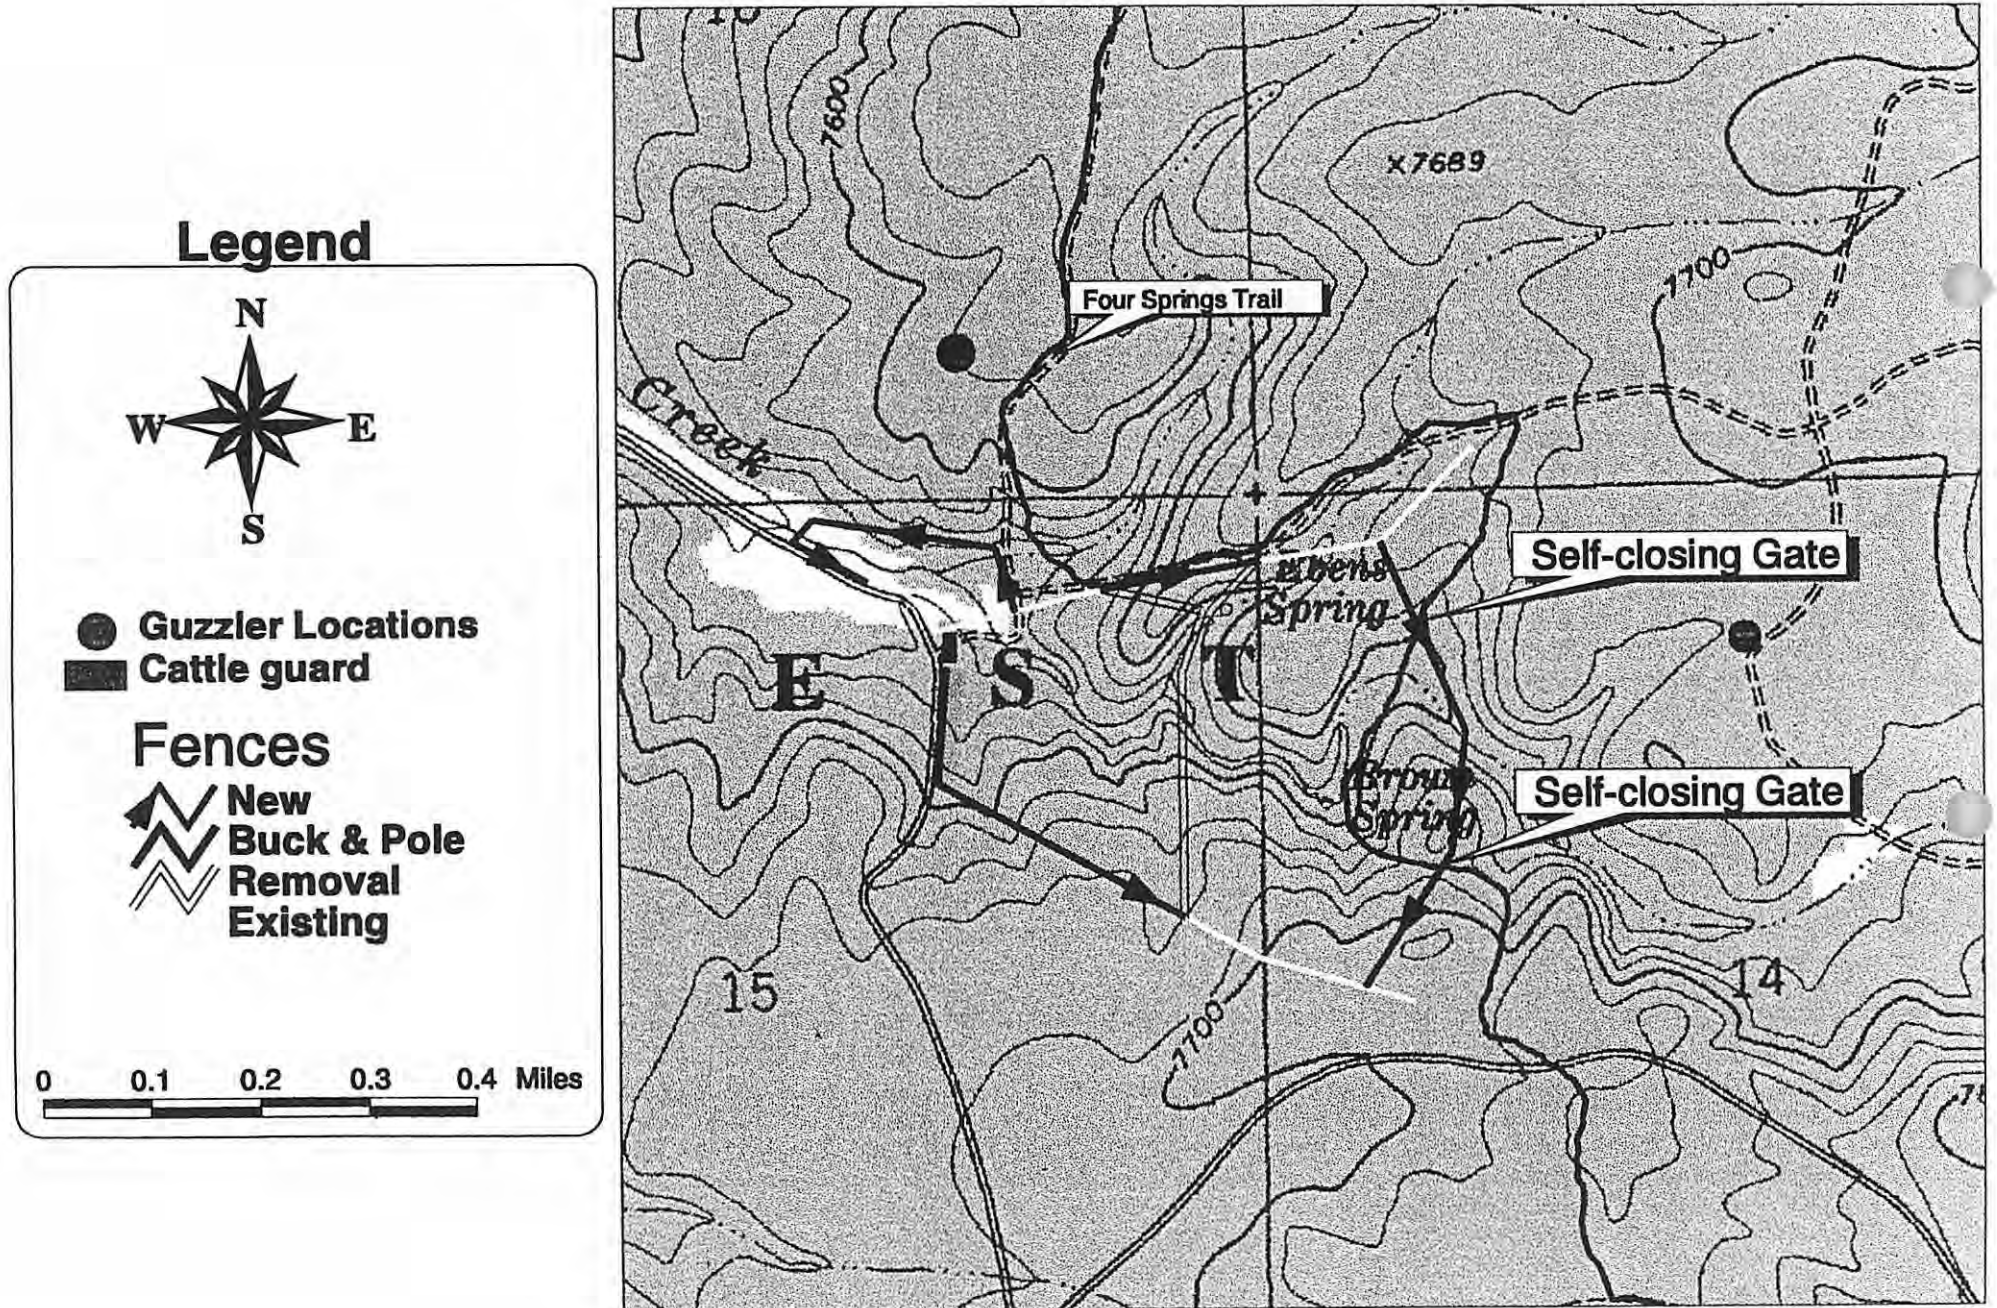 Legend
N
W E
S
Guzzler Locations
Cattle guard
Fences
New
Buck & Pole
Removal
Existing
0 0.1 0.2 0.3 0.4 Miles
7600
x7689
7700
Four Springs Trail
Creek
Self-closing Gate
Spring
E S T
Self-closing Gate
Spring
15
14
7700